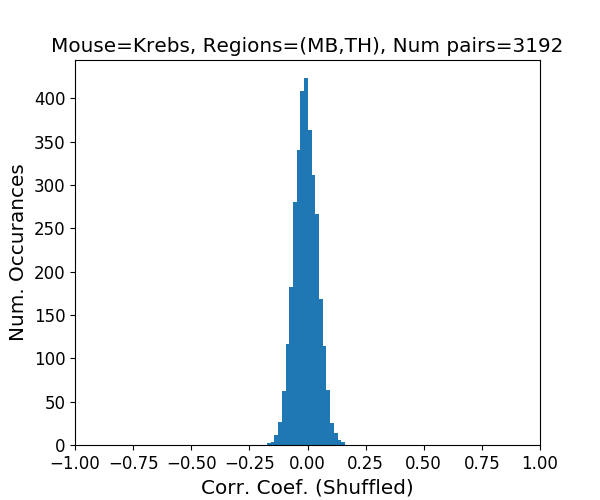 Mouse=Krebs, Regions=(MB,TH), Num pairs=3192
Num. Occurances
400
350
300
250
200
150
100
50
0
−1.00 −0.75 −0.50 −0.25 0.00 0.25 0.50 0.75 1.00
Corr. Coef. (Shuffled)